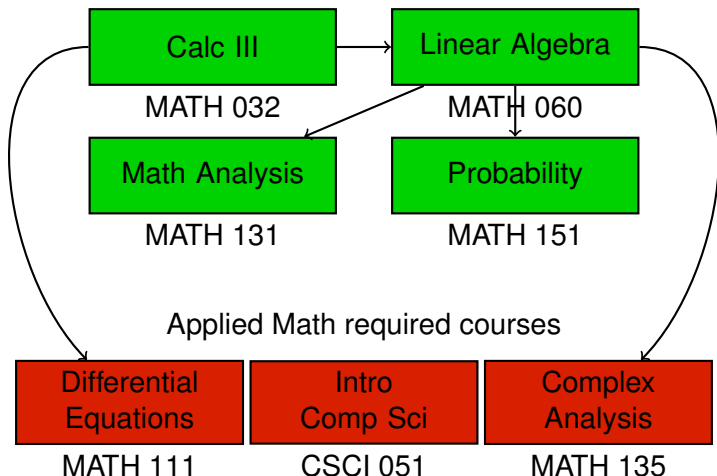 Calc III
Linear Algebra
MATH 032
MATH 060
Math Analysis
Probability
MATH 131
MATH 151
Applied Math required courses
Differential
Equations
Intro
Comp Sci
Complex
Analysis
MATH 111
CSCI 051
MATH 135